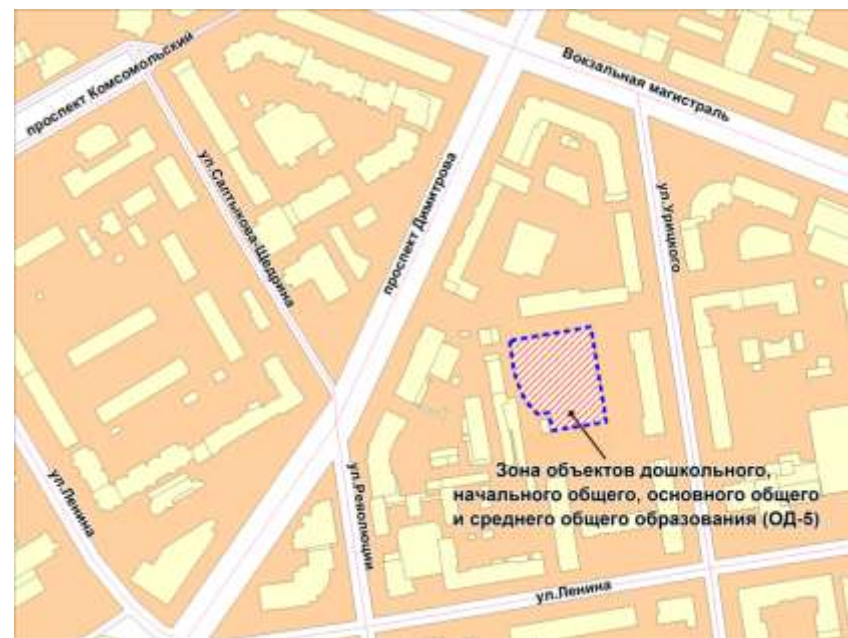 проспект Комсомольский
Вокзальная магистраль
ул.Салтыкова-Щедрина
проспект Димитрова
ул.Урицкого
Зона объектов дошкольного,
начального общего, основного общего
и среднего общего образования (ОД-5)
ул.Ленина
ул.Революции
ул.Ленина